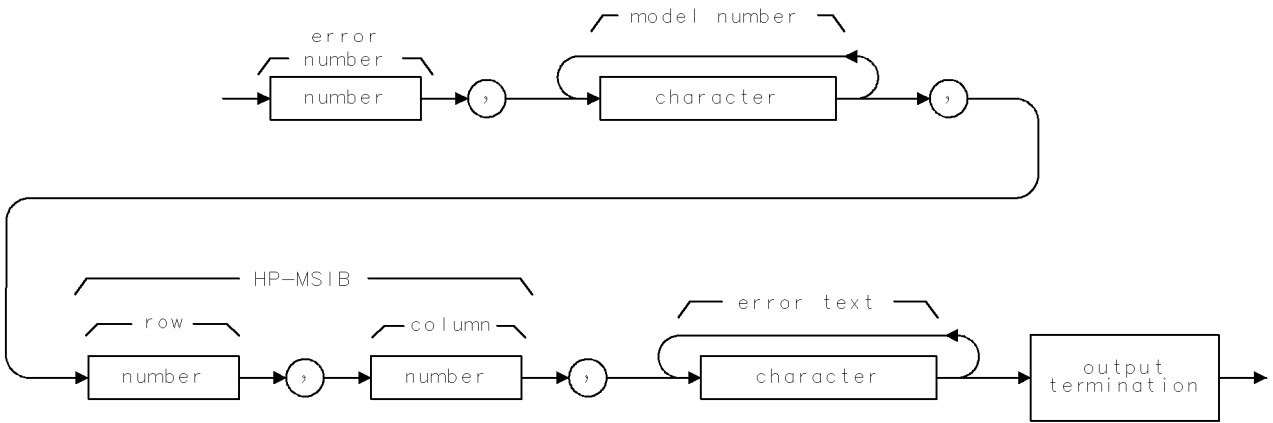 model number
error
number
number
,
character
,
HP-MSIB
row
column
error text
number
,
number
,
character
output
termination